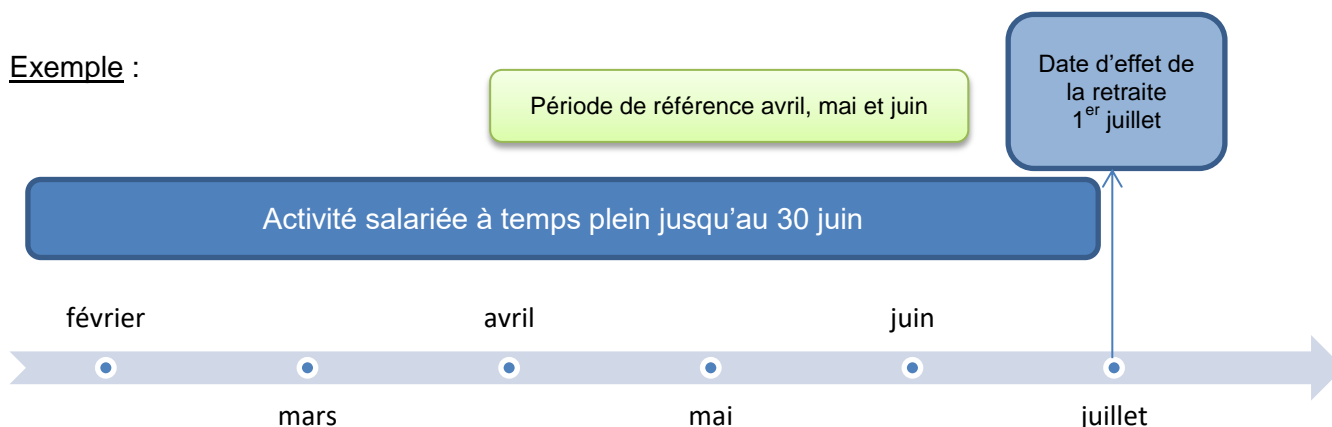 Exemple :
Période de référence avril, mai et juin
Date d’effet de
la retraite
1er juillet
Activité salariée à temps plein jusqu’au 30 juin
février
avril
juin
mars
mai
juillet